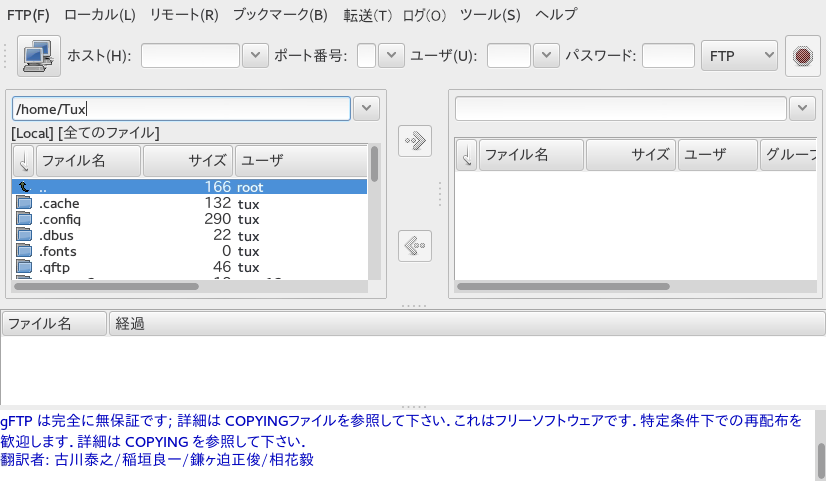 FTP(F) ローカル(L) リモート(R) ブックマーク(B) 転送(T) ログ(O) ツール(S) ヘルプ
ホスト(H): ポート番号: ユーザ(U): パスワード: FTP
/home/Tux
[Local] [全てのファイル]
ファイル名 サイズ ユーザ
.. 166 root
.cache 132 tux
.config 290 tux
.dbus 22 tux
.fonts 0 tux
.gftp 46 tux
ファイル名 サイズ ユーザ グループ
ファイル名 経過
gFTP は完全に無保証です; 詳細は COPYINGファイルを参照して下さい. これはフリーソフトウェアです. 特定条件下での再配布を
歓迎します. 詳細は COPYING を参照して下さい.
翻訳者: 古川泰之/稲垣良一/鎌ヶ迫正俊/相花毅